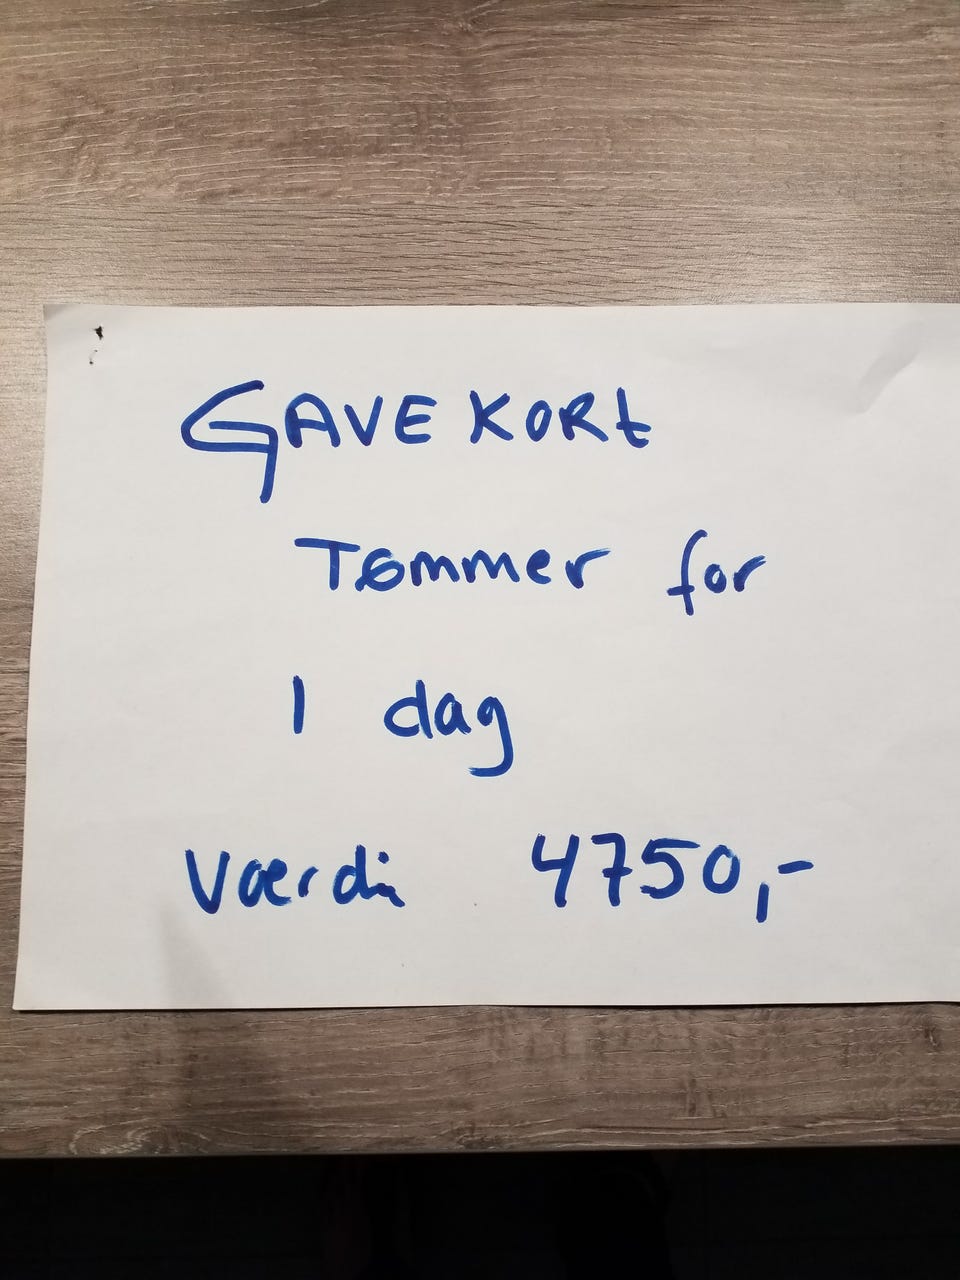 GAVEKORt
Tømmer for
1 dag
Værdi 4750,-